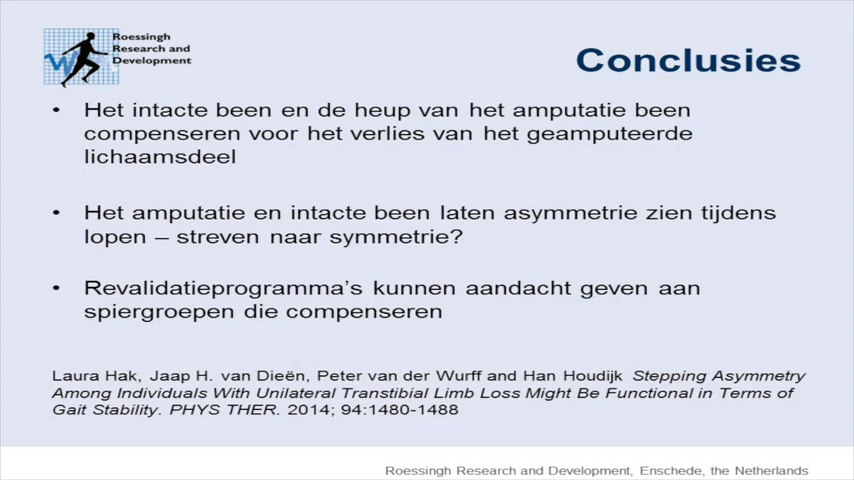 Roessingh
Research and
Development
Conclusies
• Het intacte been en de heup van het amputatie been
compenseren voor het verlies van het geamputeerde
lichaamsdeel
• Het amputatie en intacte been laten asymmetrie zien tijdens
lopen – streven naar symmetrie?
• Revalidatieprogramma's kunnen aandacht geven aan
spiergroepen die compenseren
Laura Hak, Jaap H. van Dieën, Peter van der Wurff and Han Houdijk Stepping Asymmetry
Among Individuals With Unilateral Transtibial Limb Loss Might Be Functional in Terms of
Gait Stability. PHYS THER. 2014; 94:1480-1488
Roessingh Research and Development, Enschede, the Netherlands